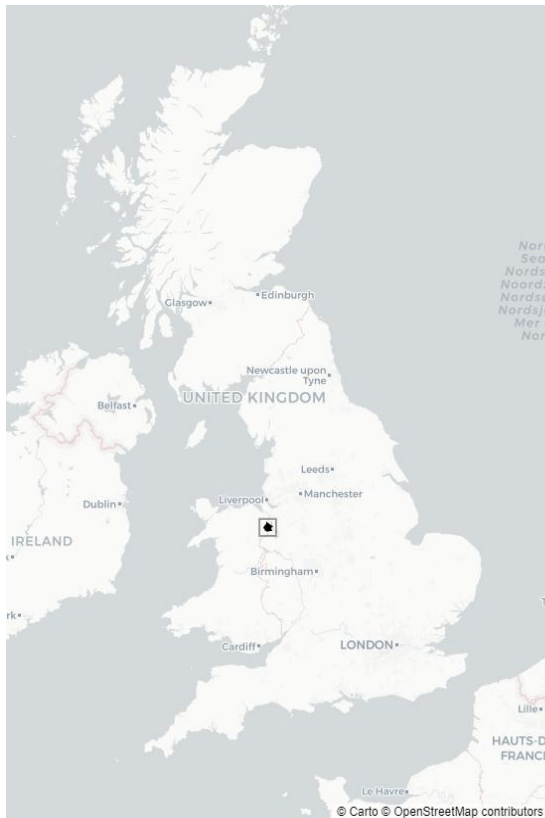 Nor
Sea
Nords
Noord
Nordsø
Nordsj
Mer
Nor
Glasgow
Edinburgh
Newcastle upon
Tyne
UNITED KINGDOM
Belfast
Leeds
Manchester
Liverpool
Dublin
IRELAND
k
Birmingham
rk
Cardiff
LONDON
Lille
HAUTS-D
FRANC
Le Havre
© Carto © OpenStreetMap contributors